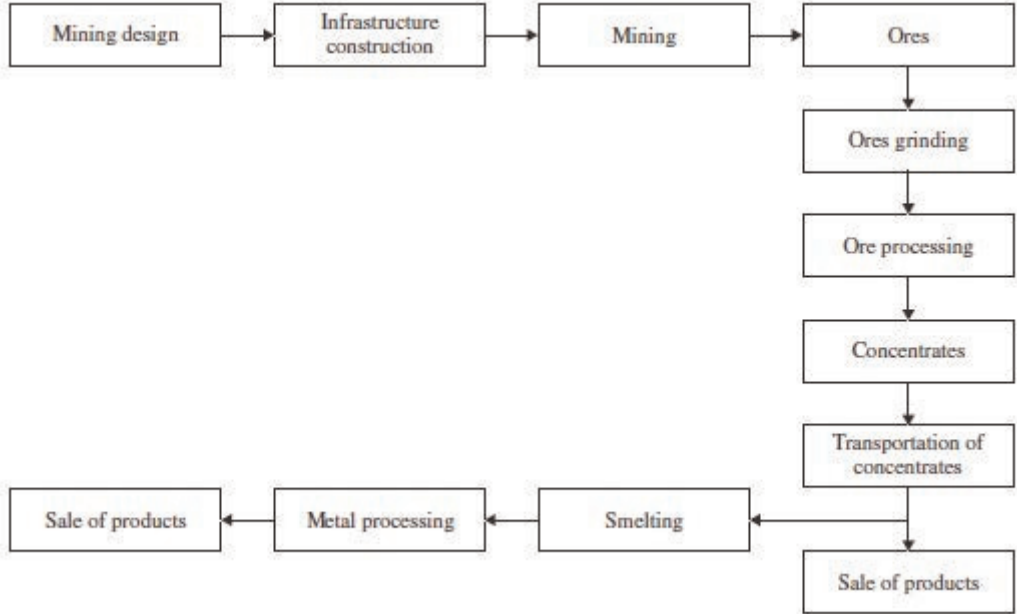 Mining design
Infrastructure
construction
Mining
Ores
Ores grinding
Ore processing
Concentrates
Transportation of
concentrates
Sale of products
Metal processing
Smelting
Sale of products